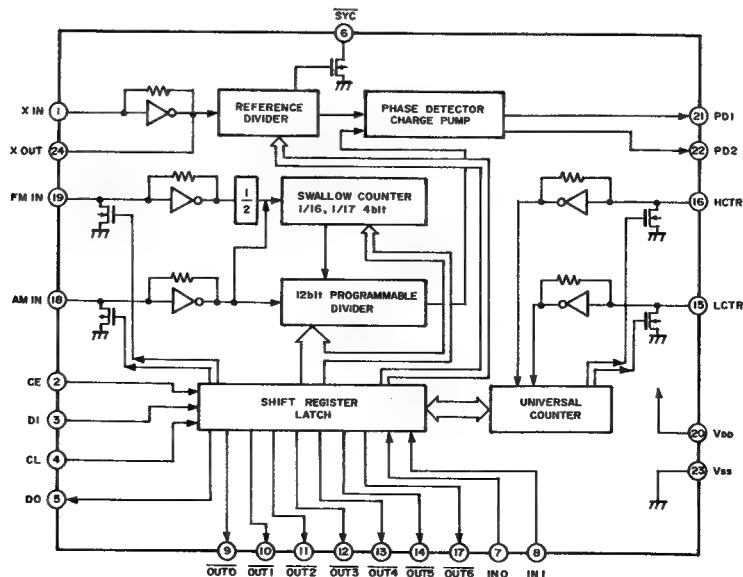 SYC
6
X IN 1
REFERENCE
DIVIDER
PHASE DETECTOR
CHARGE PUMP
21 PD1
X OUT 24
22 PD2
FM IN 19
1/2
SWALLOW COUNTER
1/16, 1/17 4bit
16 HCTR
AM IN 18
12bit PROGRAMMABLE
DIVIDER
15 LCTR
CE 2
DI 3
CL 4
DO 5
SHIFT REGISTER
LATCH
UNIVERSAL
COUNTER
20 VDD
23 VSS
9 10 11 12 13 14 17 7 8
OUT0 OUT1 OUT2 OUT3 OUT4 OUT5 OUT6 IN0 IN1